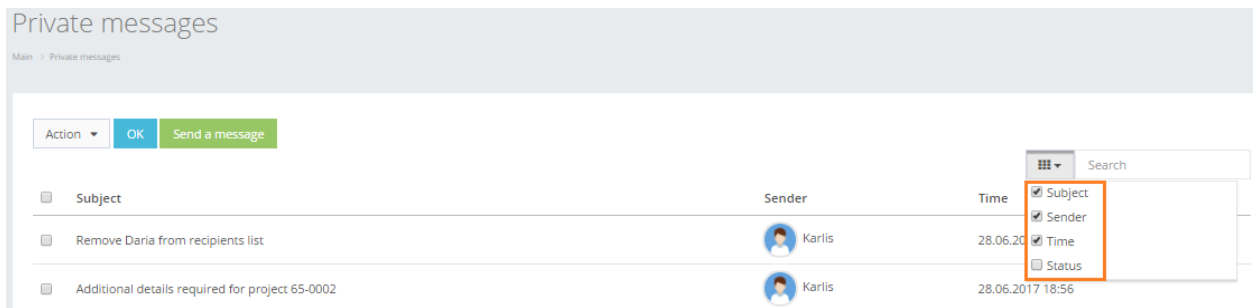 Private messages
Main > Private messages
Action OK Send a message
Search
Subject Sender Time
Subject
Sender
Time
Status
Remove Daria from recipients list Karlis 28.06.20
Additional details required for project 65-0002 Karlis 28.06.2017 18:56